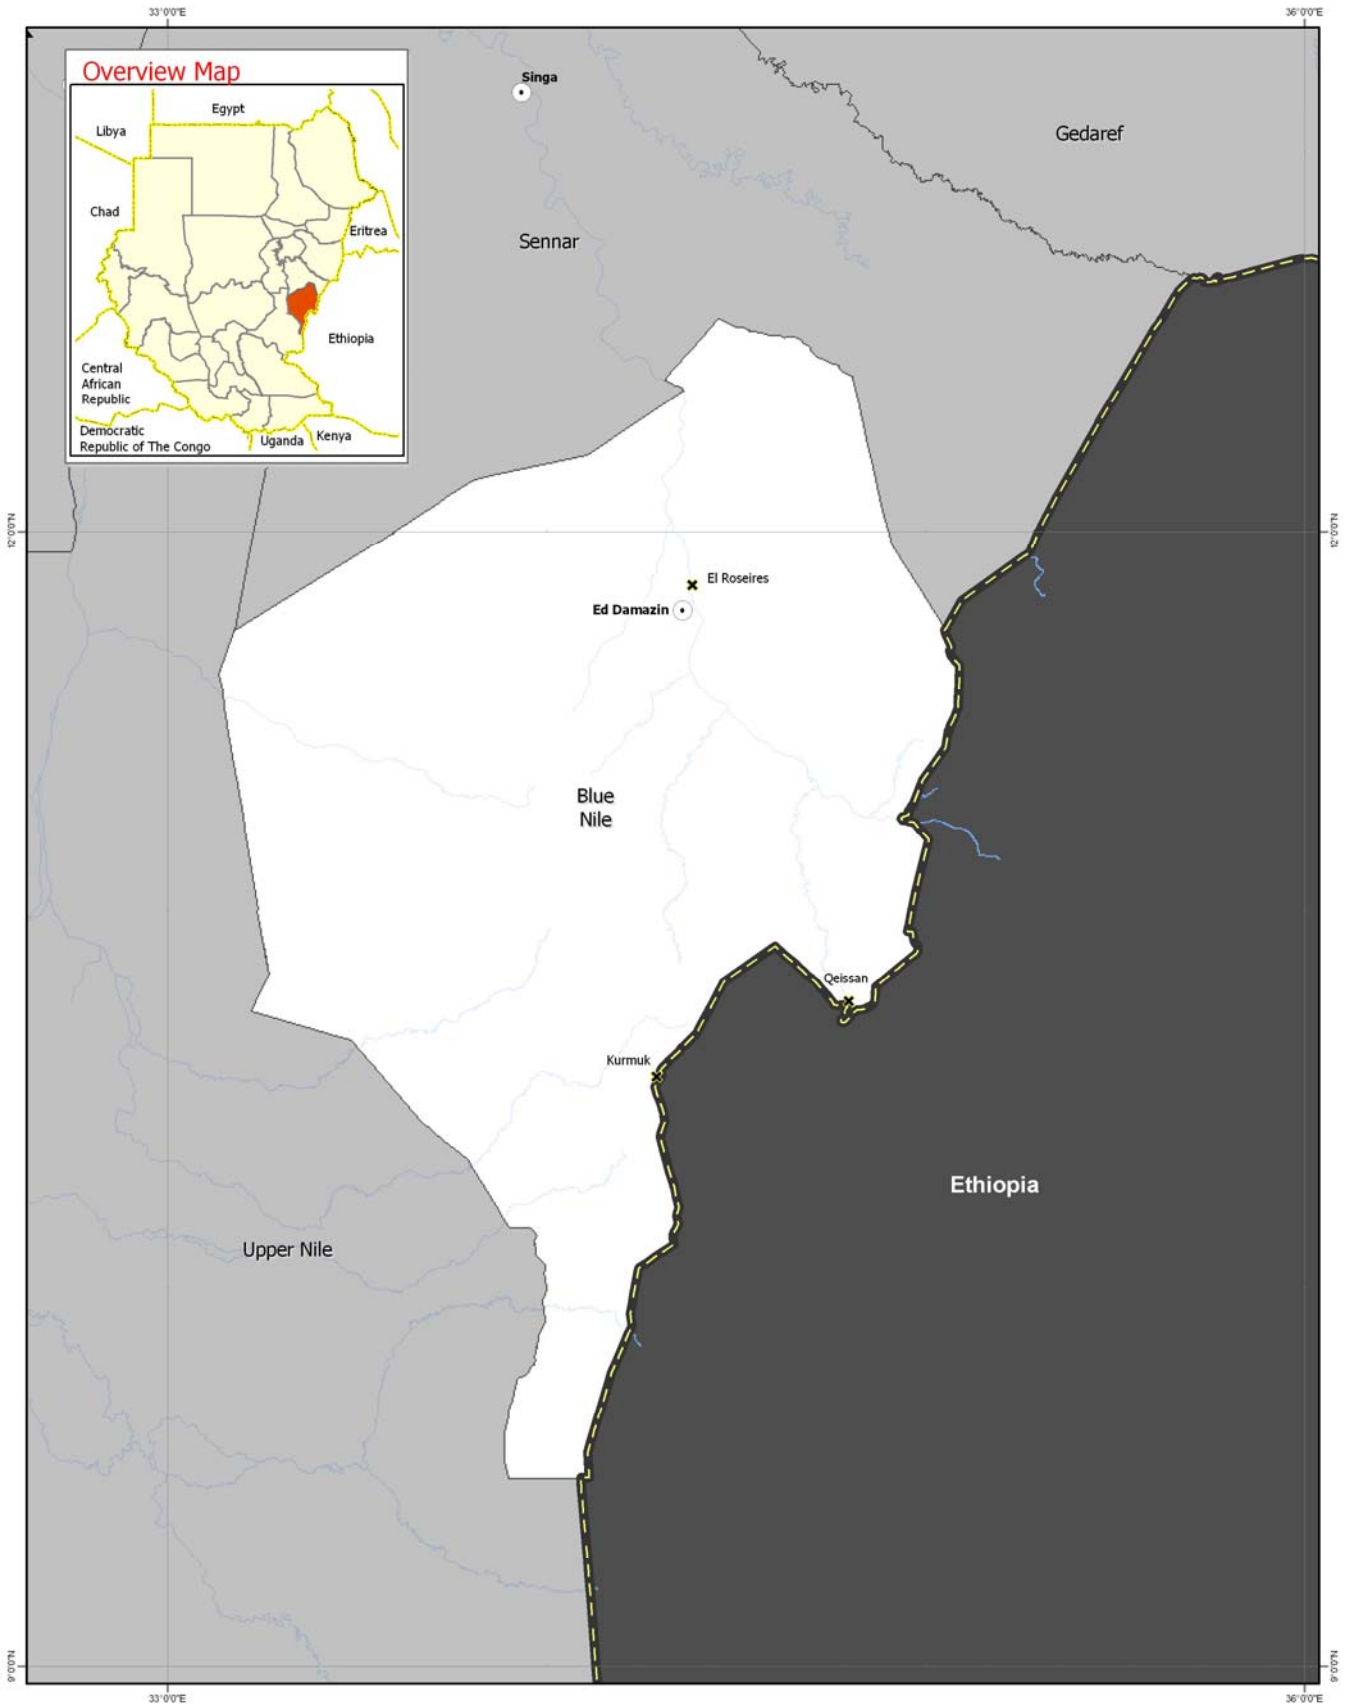 33°0'0"E
36°0'0"E
Overview Map
Egypt
Libya
Chad
Eritrea
Ethiopia
Central
African
Republic
Democratic
Republic of The Congo
Uganda
Kenya
Singa
Gedaref
Sennar
12°0'0"N
12°0'0"N
El Roseires
Ed Damazin
Blue
Nile
Qeissan
Kurmuk
Ethiopia
Upper Nile
9°0'0"N
9°0'0"N
33°0'0"E
36°0'0"E